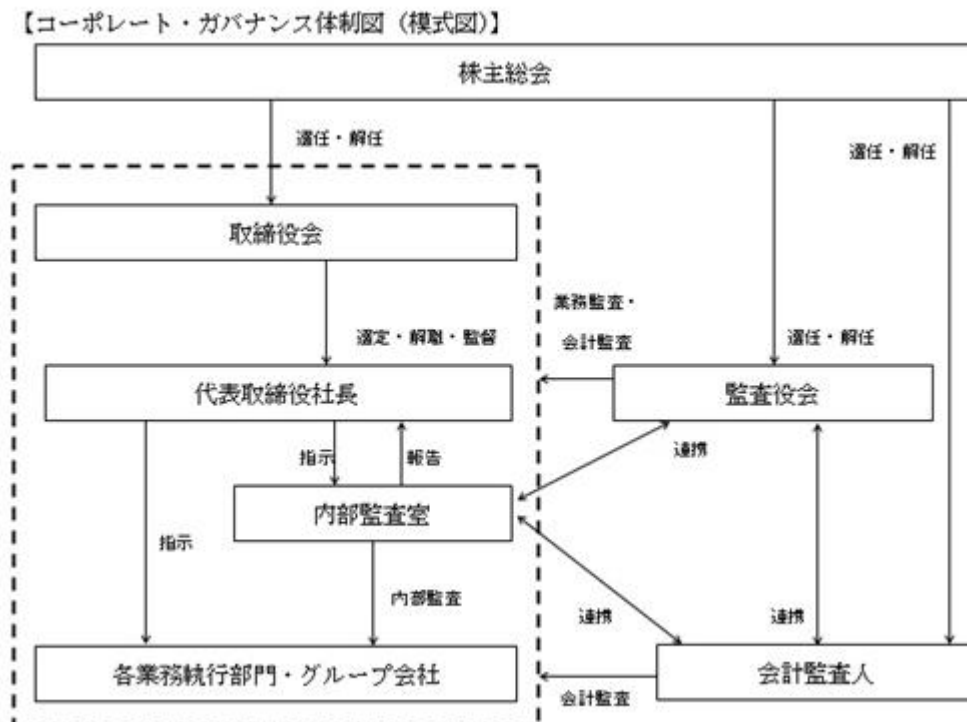 【コーポレート・ガバナンス体制図（模式図）】
株主総会
選任・解任
選任・解任
取締役会
業務監査・
会計監査
選定・解職・監督
選任・解任
代表取締役社長
監査役会
指示
報告
連携
内部監査室
指示
内部監査
連携
連携
各業務執行部門・グループ会社
会計監査人
会計監査